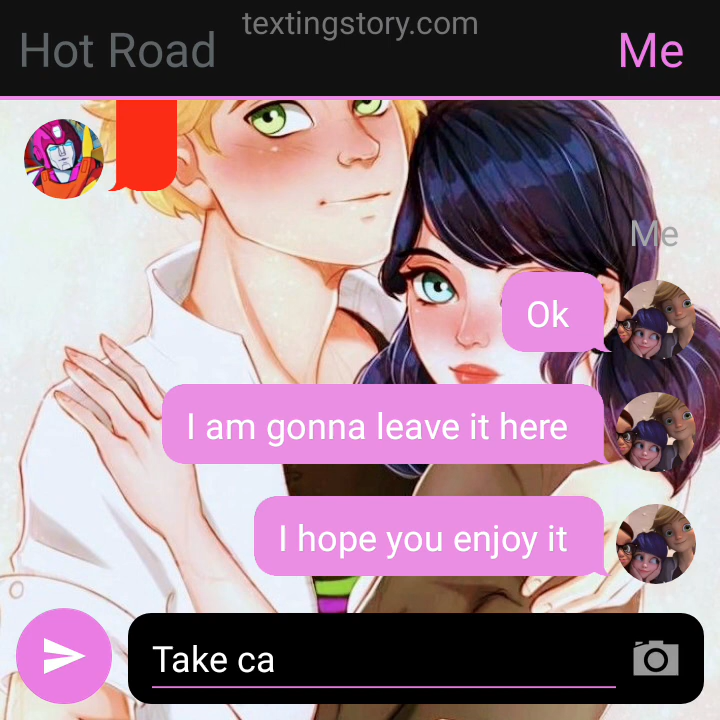 textingstory.com
Hot Road
Me
Me
Ok
I am gonna leave it here
I hope you enjoy it
Take ca